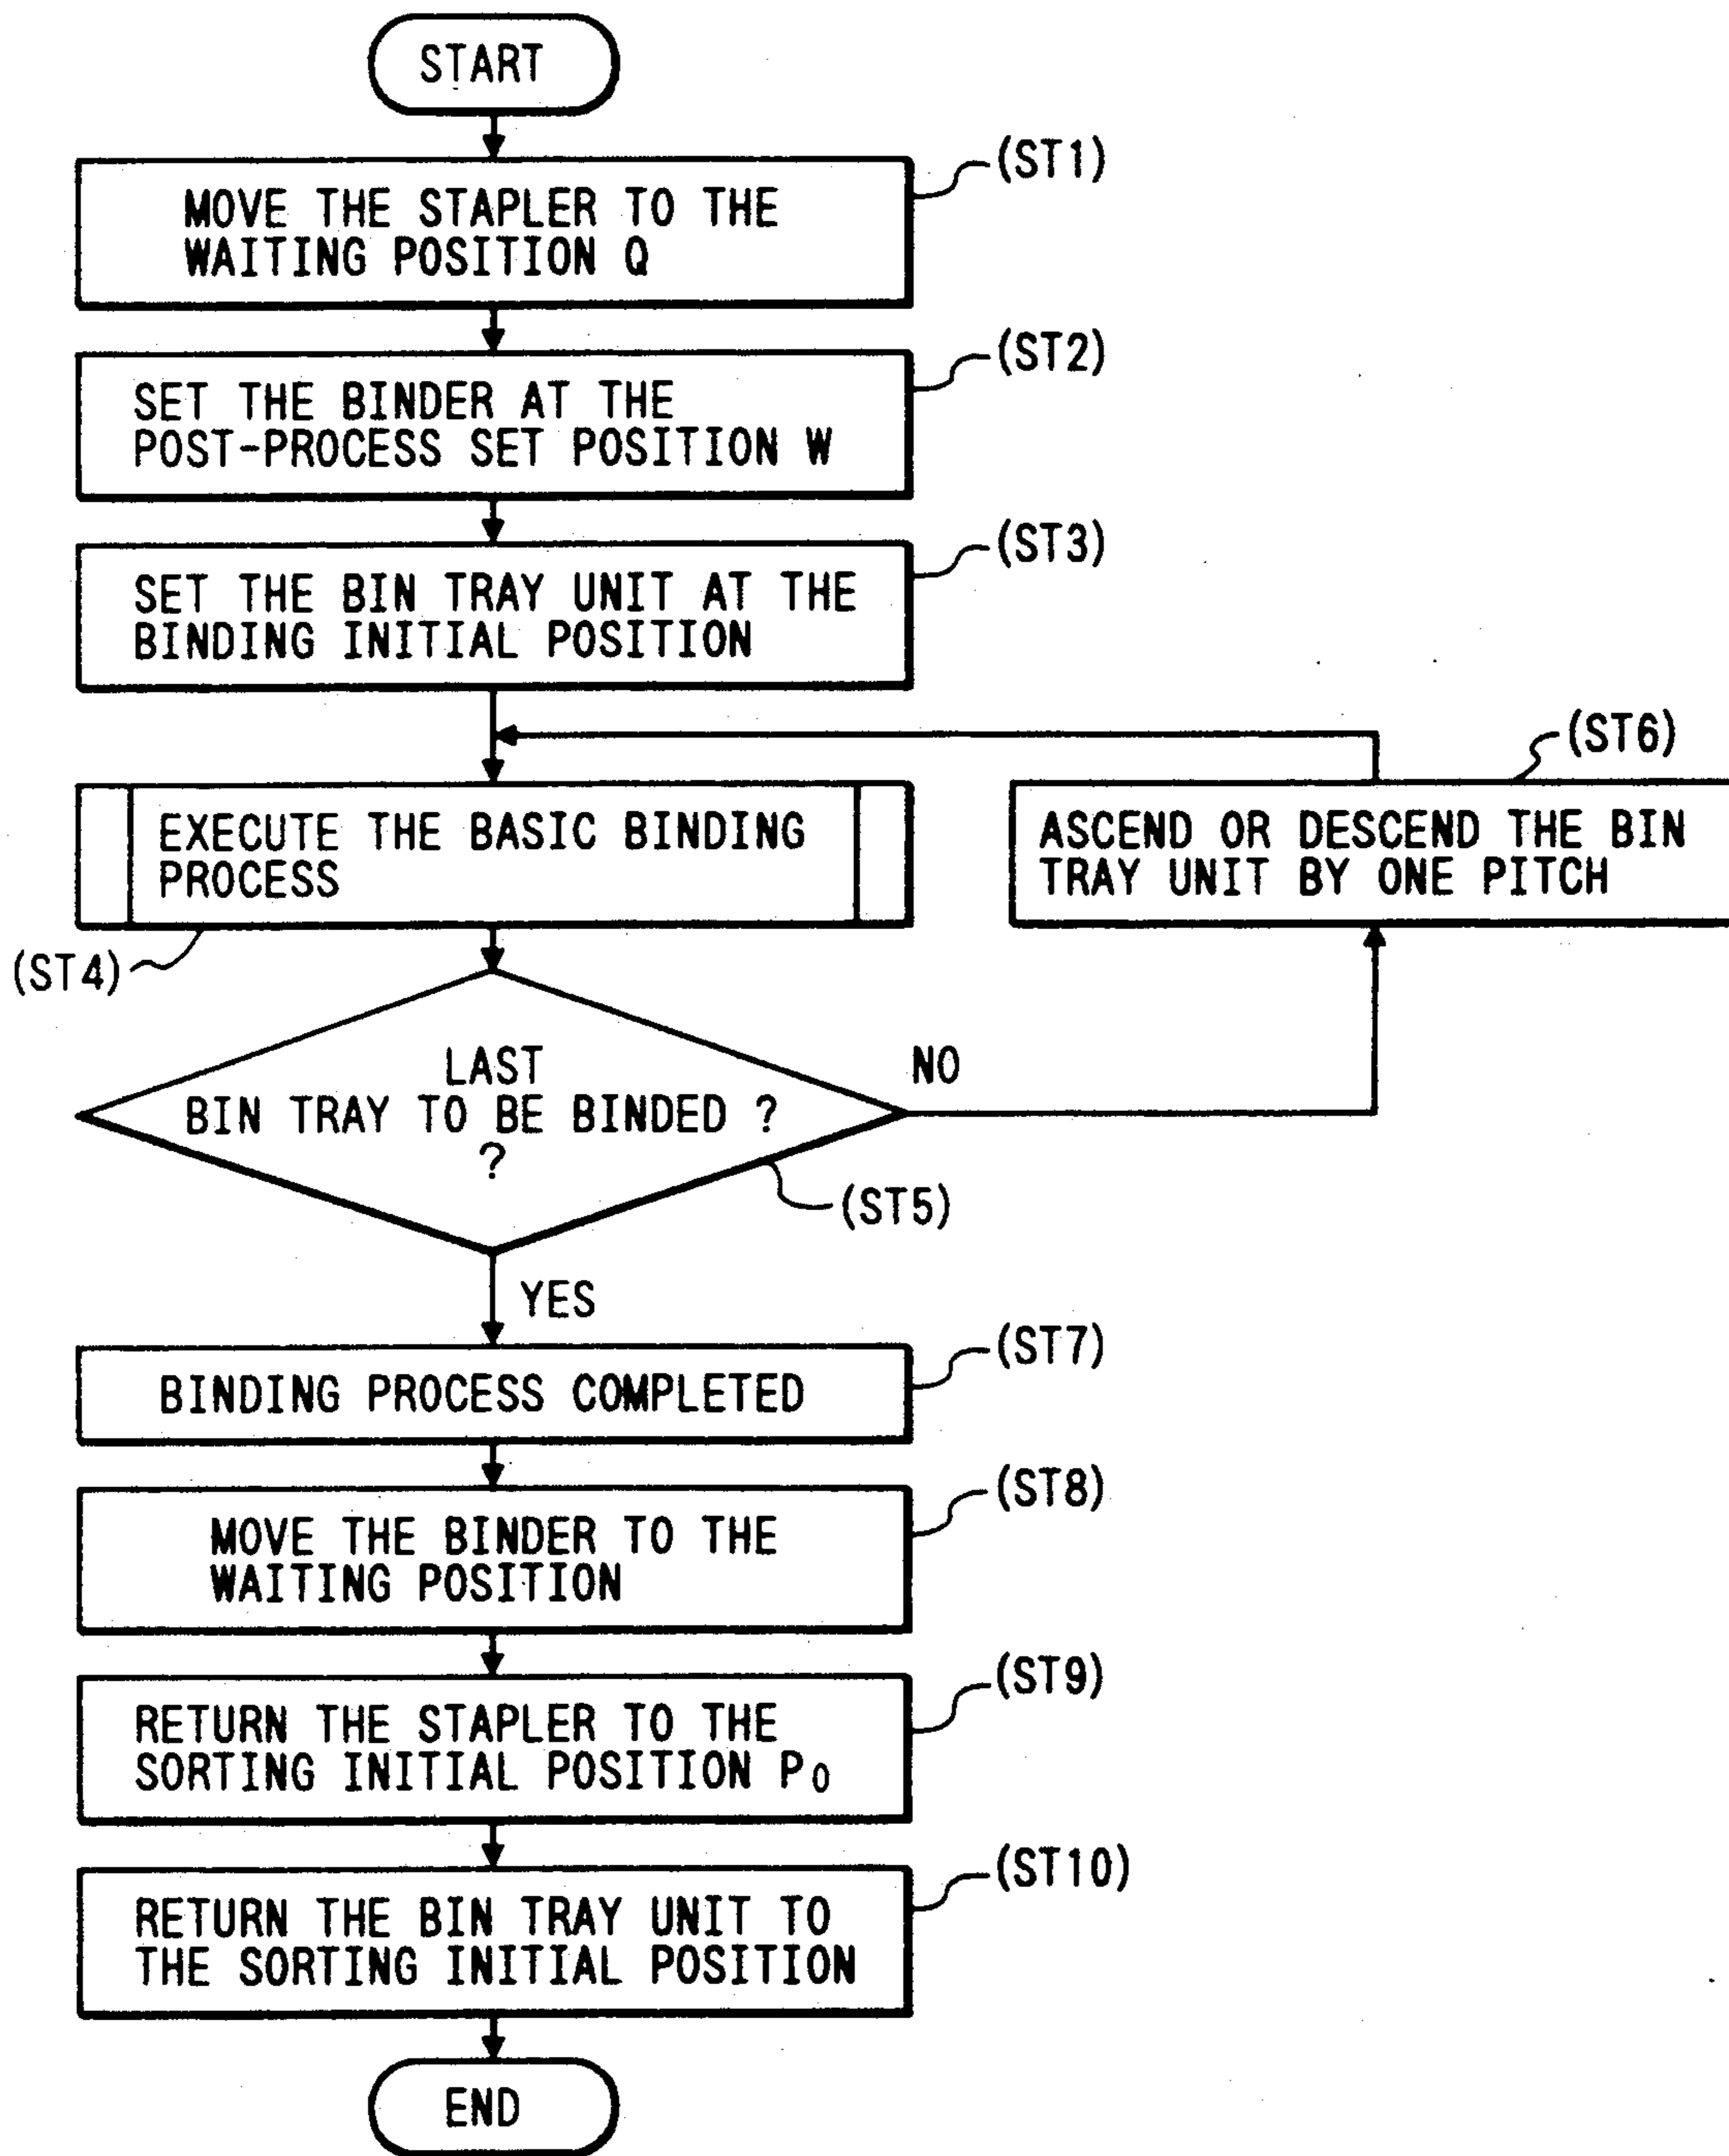 START
(ST1)
MOVE THE STAPLER TO THE
WAITING POSITION Q
(ST2)
SET THE BINDER AT THE
POST-PROCESS SET POSITION W
(ST3)
SET THE BIN TRAY UNIT AT THE
BINDING INITIAL POSITION
(ST6)
EXECUTE THE BASIC BINDING
PROCESS
ASCEND OR DESCEND THE BIN
TRAY UNIT BY ONE PITCH
(ST4)
LAST
BIN TRAY TO BE BINDED ?
?
NO
(ST5)
YES
(ST7)
BINDING PROCESS COMPLETED
(ST8)
MOVE THE BINDER TO THE
WAITING POSITION
(ST9)
RETURN THE STAPLER TO THE
SORTING INITIAL POSITION P₀
(ST10)
RETURN THE BIN TRAY UNIT TO
THE SORTING INITIAL POSITION
END